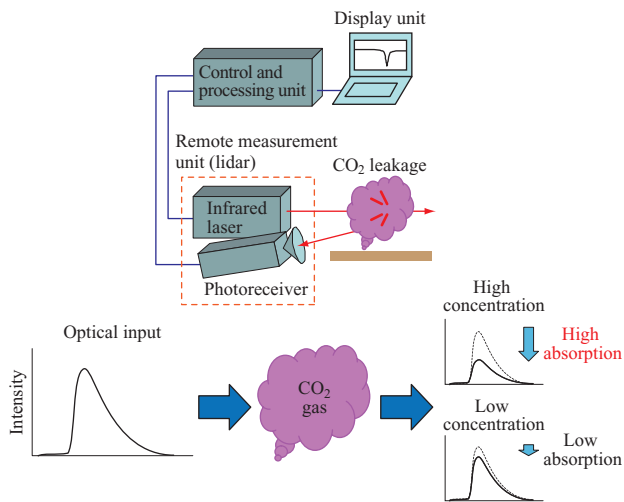 Display unit
Control and
processing unit
Remote measurement
unit (lidar)
CO₂ leakage
Infrared
laser
Photoreceiver
Optical input
Intensity
CO₂
gas
High
concentration
High
absorption
Low
concentration
Low
absorption